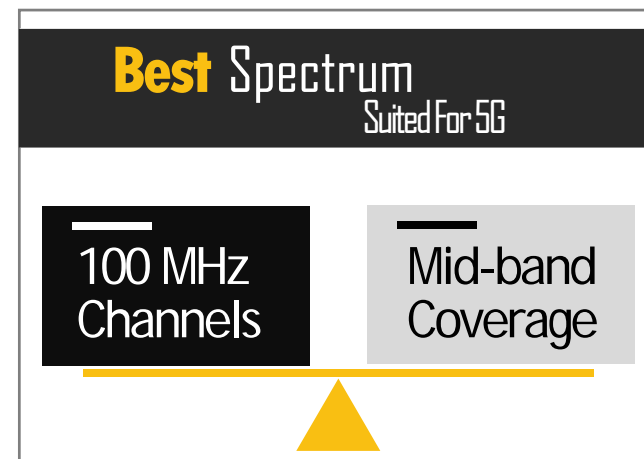 Best Spectrum
Suited For 5G
100 MHz
Channels
Mid-band
Coverage